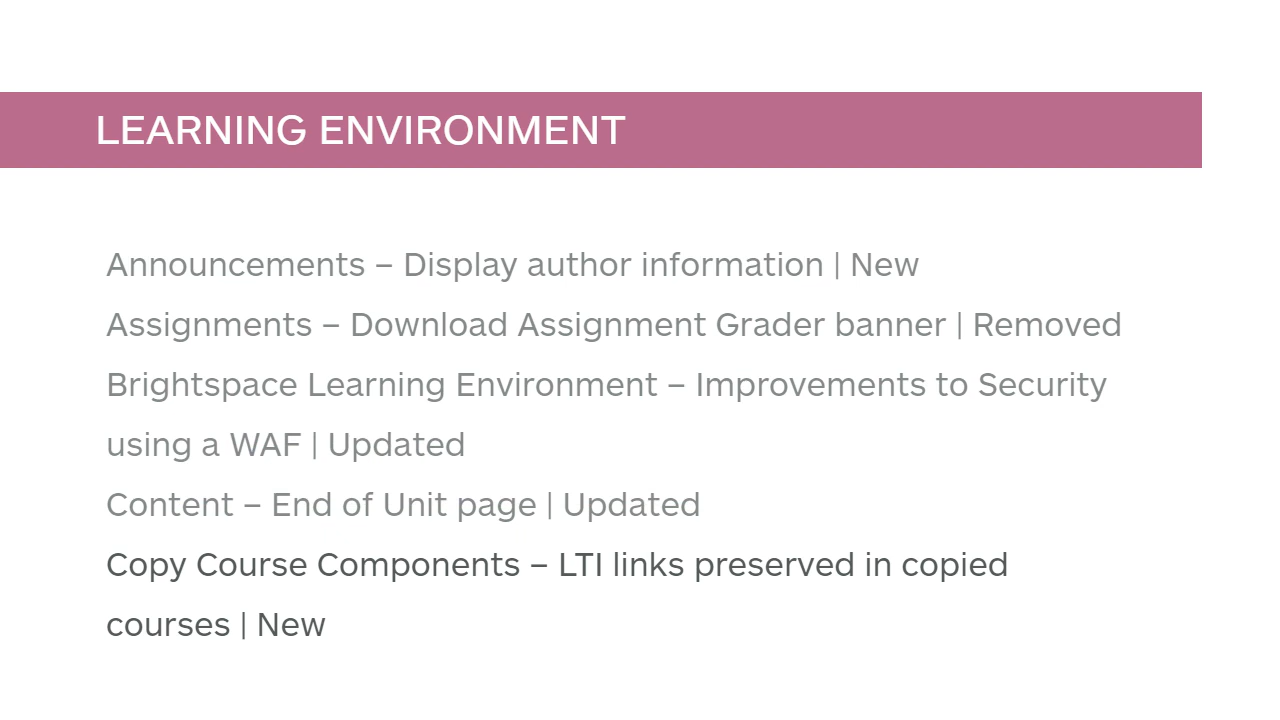 LEARNING ENVIRONMENT
Announcements – Display author information | New
Assignments – Download Assignment Grader banner | Removed
Brightspace Learning Environment – Improvements to Security
using a WAF | Updated
Content – End of Unit page | Updated
Copy Course Components – LTI links preserved in copied
courses | New